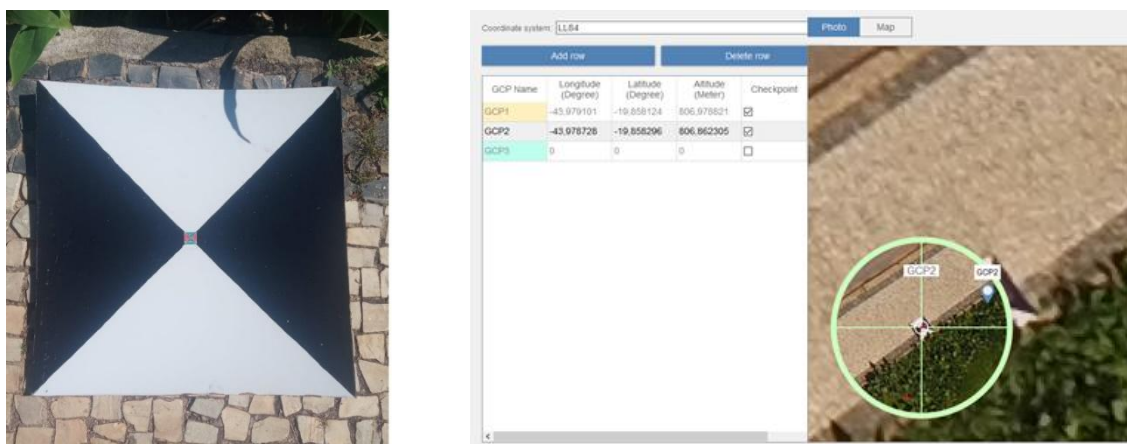 Coordinate system: LL84
Photo
Map
Add row
Delete row
GCP Name
Longitude (Degree)
Latitude (Degree)
Altitude (Meter)
Checkpoint
GCP1 -43,979101 -19,858124 806,978821
GCP2 -43,978728 -19,858296 806,862305
GCP3 0 0 0
GCP2
GCP2